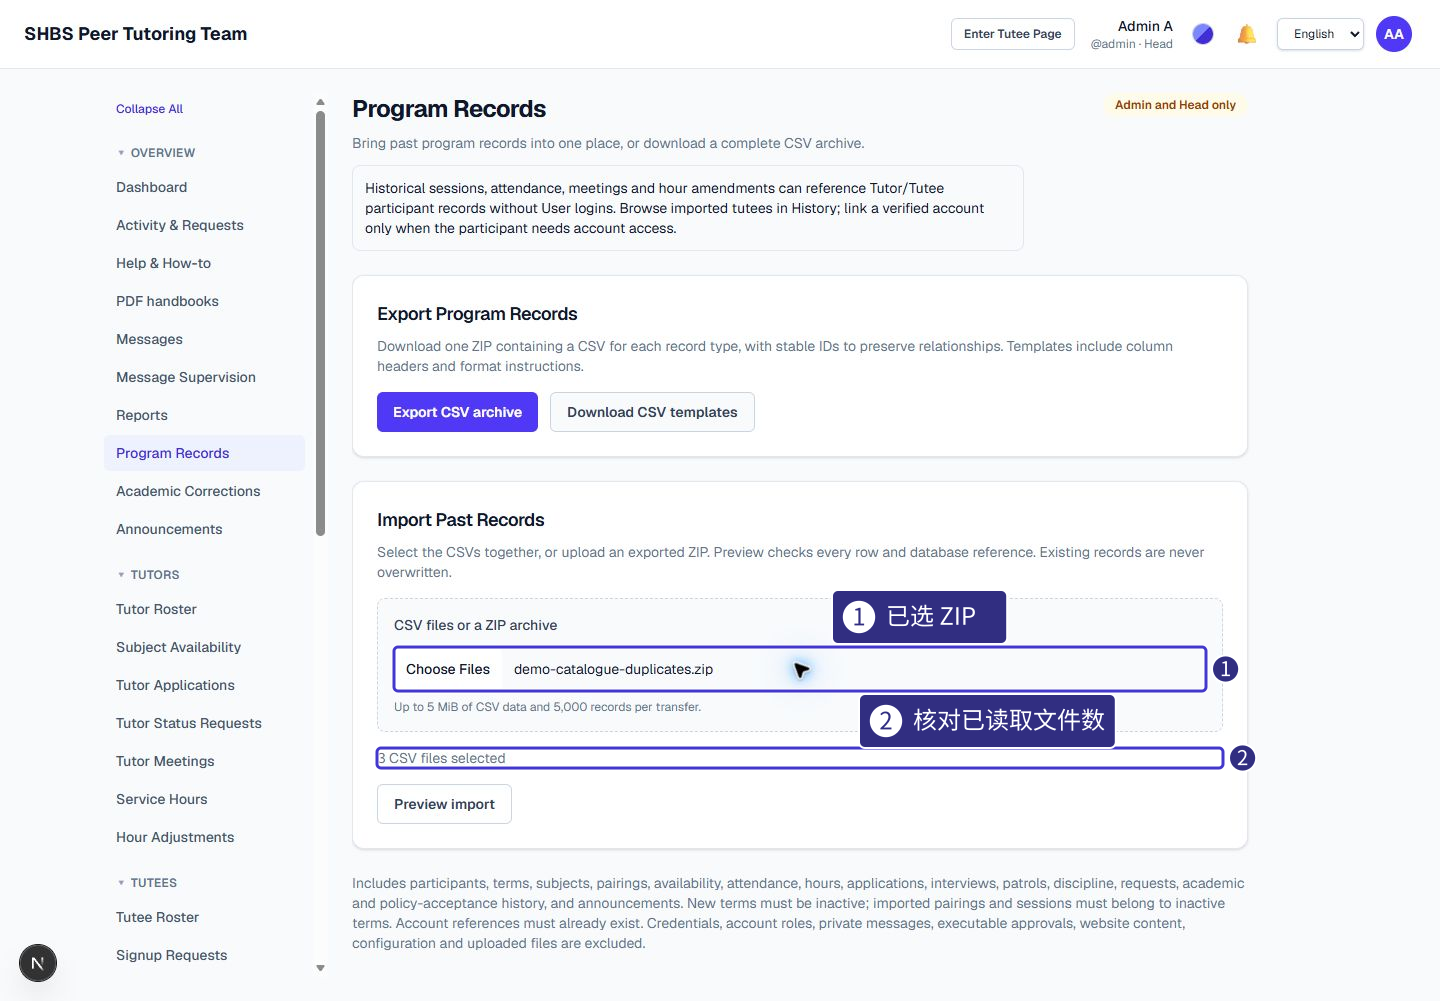 SHBS Peer Tutoring Team
Enter Tutee Page
Admin A
@admin · Head
English
AA
Collapse All
OVERVIEW
Dashboard
Activity & Requests
Help & How-to
PDF handbooks
Messages
Message Supervision
Reports
Program Records
Academic Corrections
Announcements
TUTORS
Tutor Roster
Subject Availability
Tutor Applications
Tutor Status Requests
Tutor Meetings
Service Hours
Hour Adjustments
TUTEES
Tutee Roster
Signup Requests
N
Program Records
Admin and Head only
Bring past program records into one place, or download a complete CSV archive.
Historical sessions, attendance, meetings and hour amendments can reference Tutor/Tutee
participant records without User logins. Browse imported tutees in History; link a verified account
only when the participant needs account access.
Export Program Records
Download one ZIP containing a CSV for each record type, with stable IDs to preserve relationships. Templates include column
headers and format instructions.
Export CSV archive
Download CSV templates
Import Past Records
Select the CSVs together, or upload an exported ZIP. Preview checks every row and database reference. Existing records are never
overwritten.
1 已选 ZIP
CSV files or a ZIP archive
Choose Files demo-catalogue-duplicates.zip
1
Up to 5 MiB of CSV data and 5,000 records per transfer.
2 核对已读取文件数
3 CSV files selected
2
Preview import
Includes participants, terms, subjects, pairings, availability, attendance, hours, applications, interviews, patrols, discipline, requests, academic
and policy-acceptance history, and announcements. New terms must be inactive; imported pairings and sessions must belong to inactive
terms. Account references must already exist. Credentials, account roles, private messages, executable approvals, website content,
configuration and uploaded files are excluded.